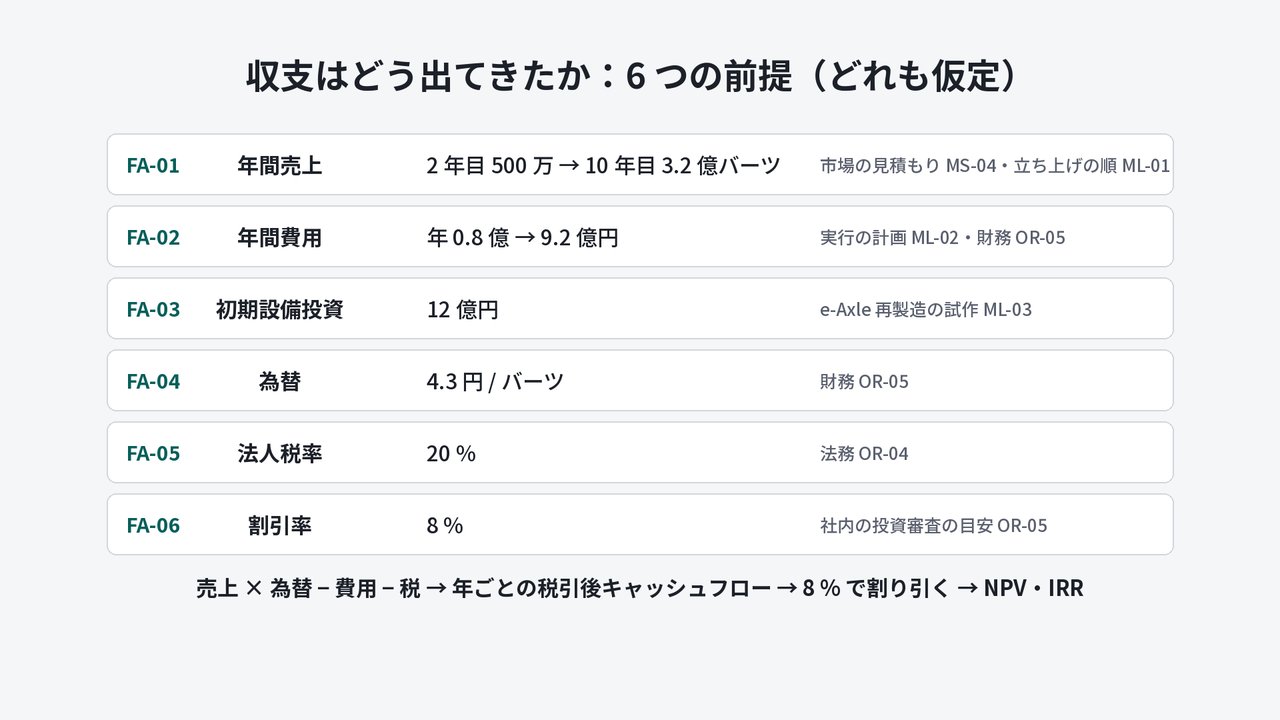 収支はどう出てきたか：6 つの前提（どれも仮定）
FA-01 年間売上 2 年目 500 万 → 10 年目 3.2 億バーツ 市場の見積もり MS-04・立ち上げの順 ML-01
FA-02 年間費用 年 0.8 億 → 9.2 億円 実行の計画 ML-02・財務 OR-05
FA-03 初期設備投資 12 億円 e-Axle 再製造の試作 ML-03
FA-04 為替 4.3 円 / バーツ 財務 OR-05
FA-05 法人税率 20 % 法務 OR-04
FA-06 割引率 8 % 社内の投資審査の目安 OR-05
売上 × 為替 − 費用 − 税 → 年ごとの税引後キャッシュフロー → 8 % で割り引く → NPV・IRR